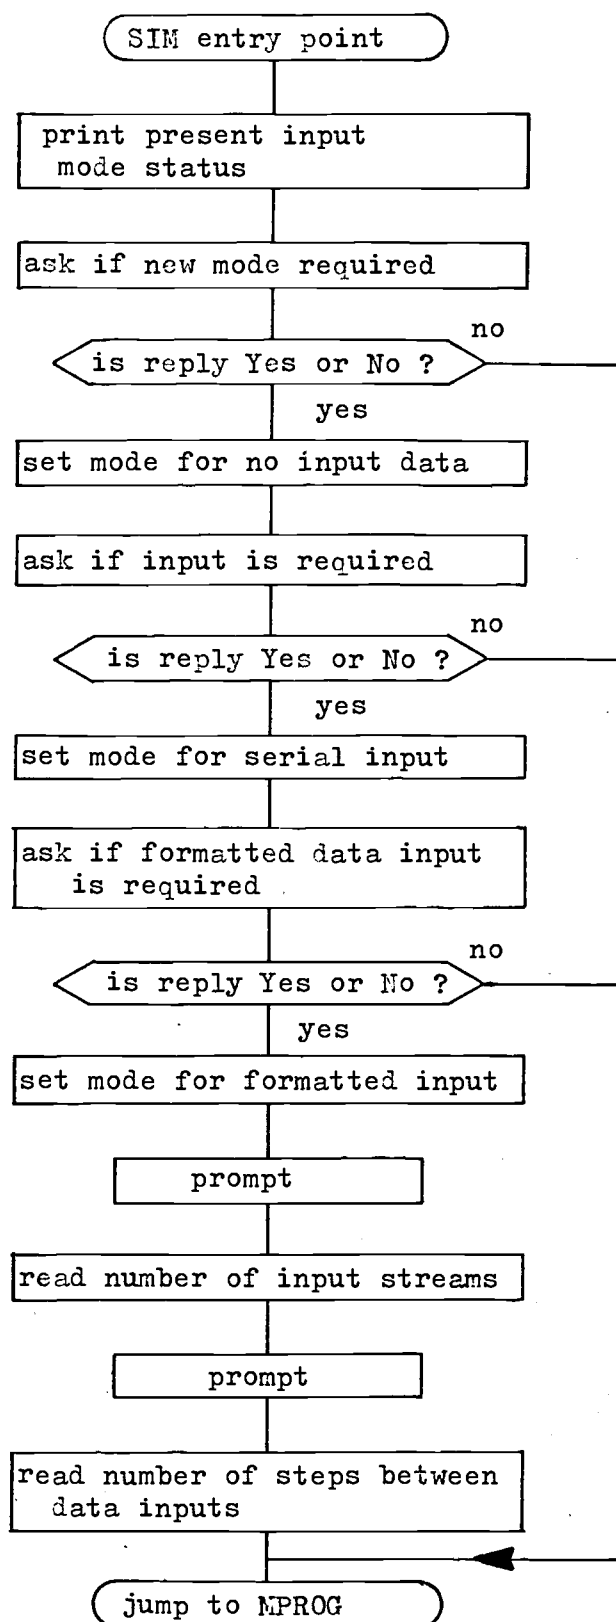 SIM entry point
print present input
mode status
ask if new mode required
no
is reply Yes or No ?
yes
set mode for no input data
ask if input is required
no
is reply Yes or No ?
yes
set mode for serial input
ask if formatted data input
is required
no
is reply Yes or No ?
yes
set mode for formatted input
prompt
read number of input streams
prompt
read number of steps between
data inputs
jump to MPROG